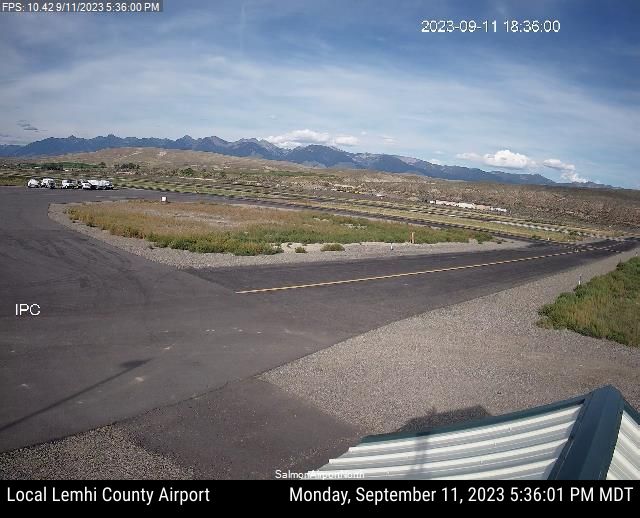 FPS: 10.42 9/11/2023 5:36:00 PM
2023-09-11 18:36:00
IPC
Local Lemhi County Airport
Monday, September 11, 2023 5:36:01 PM MDT